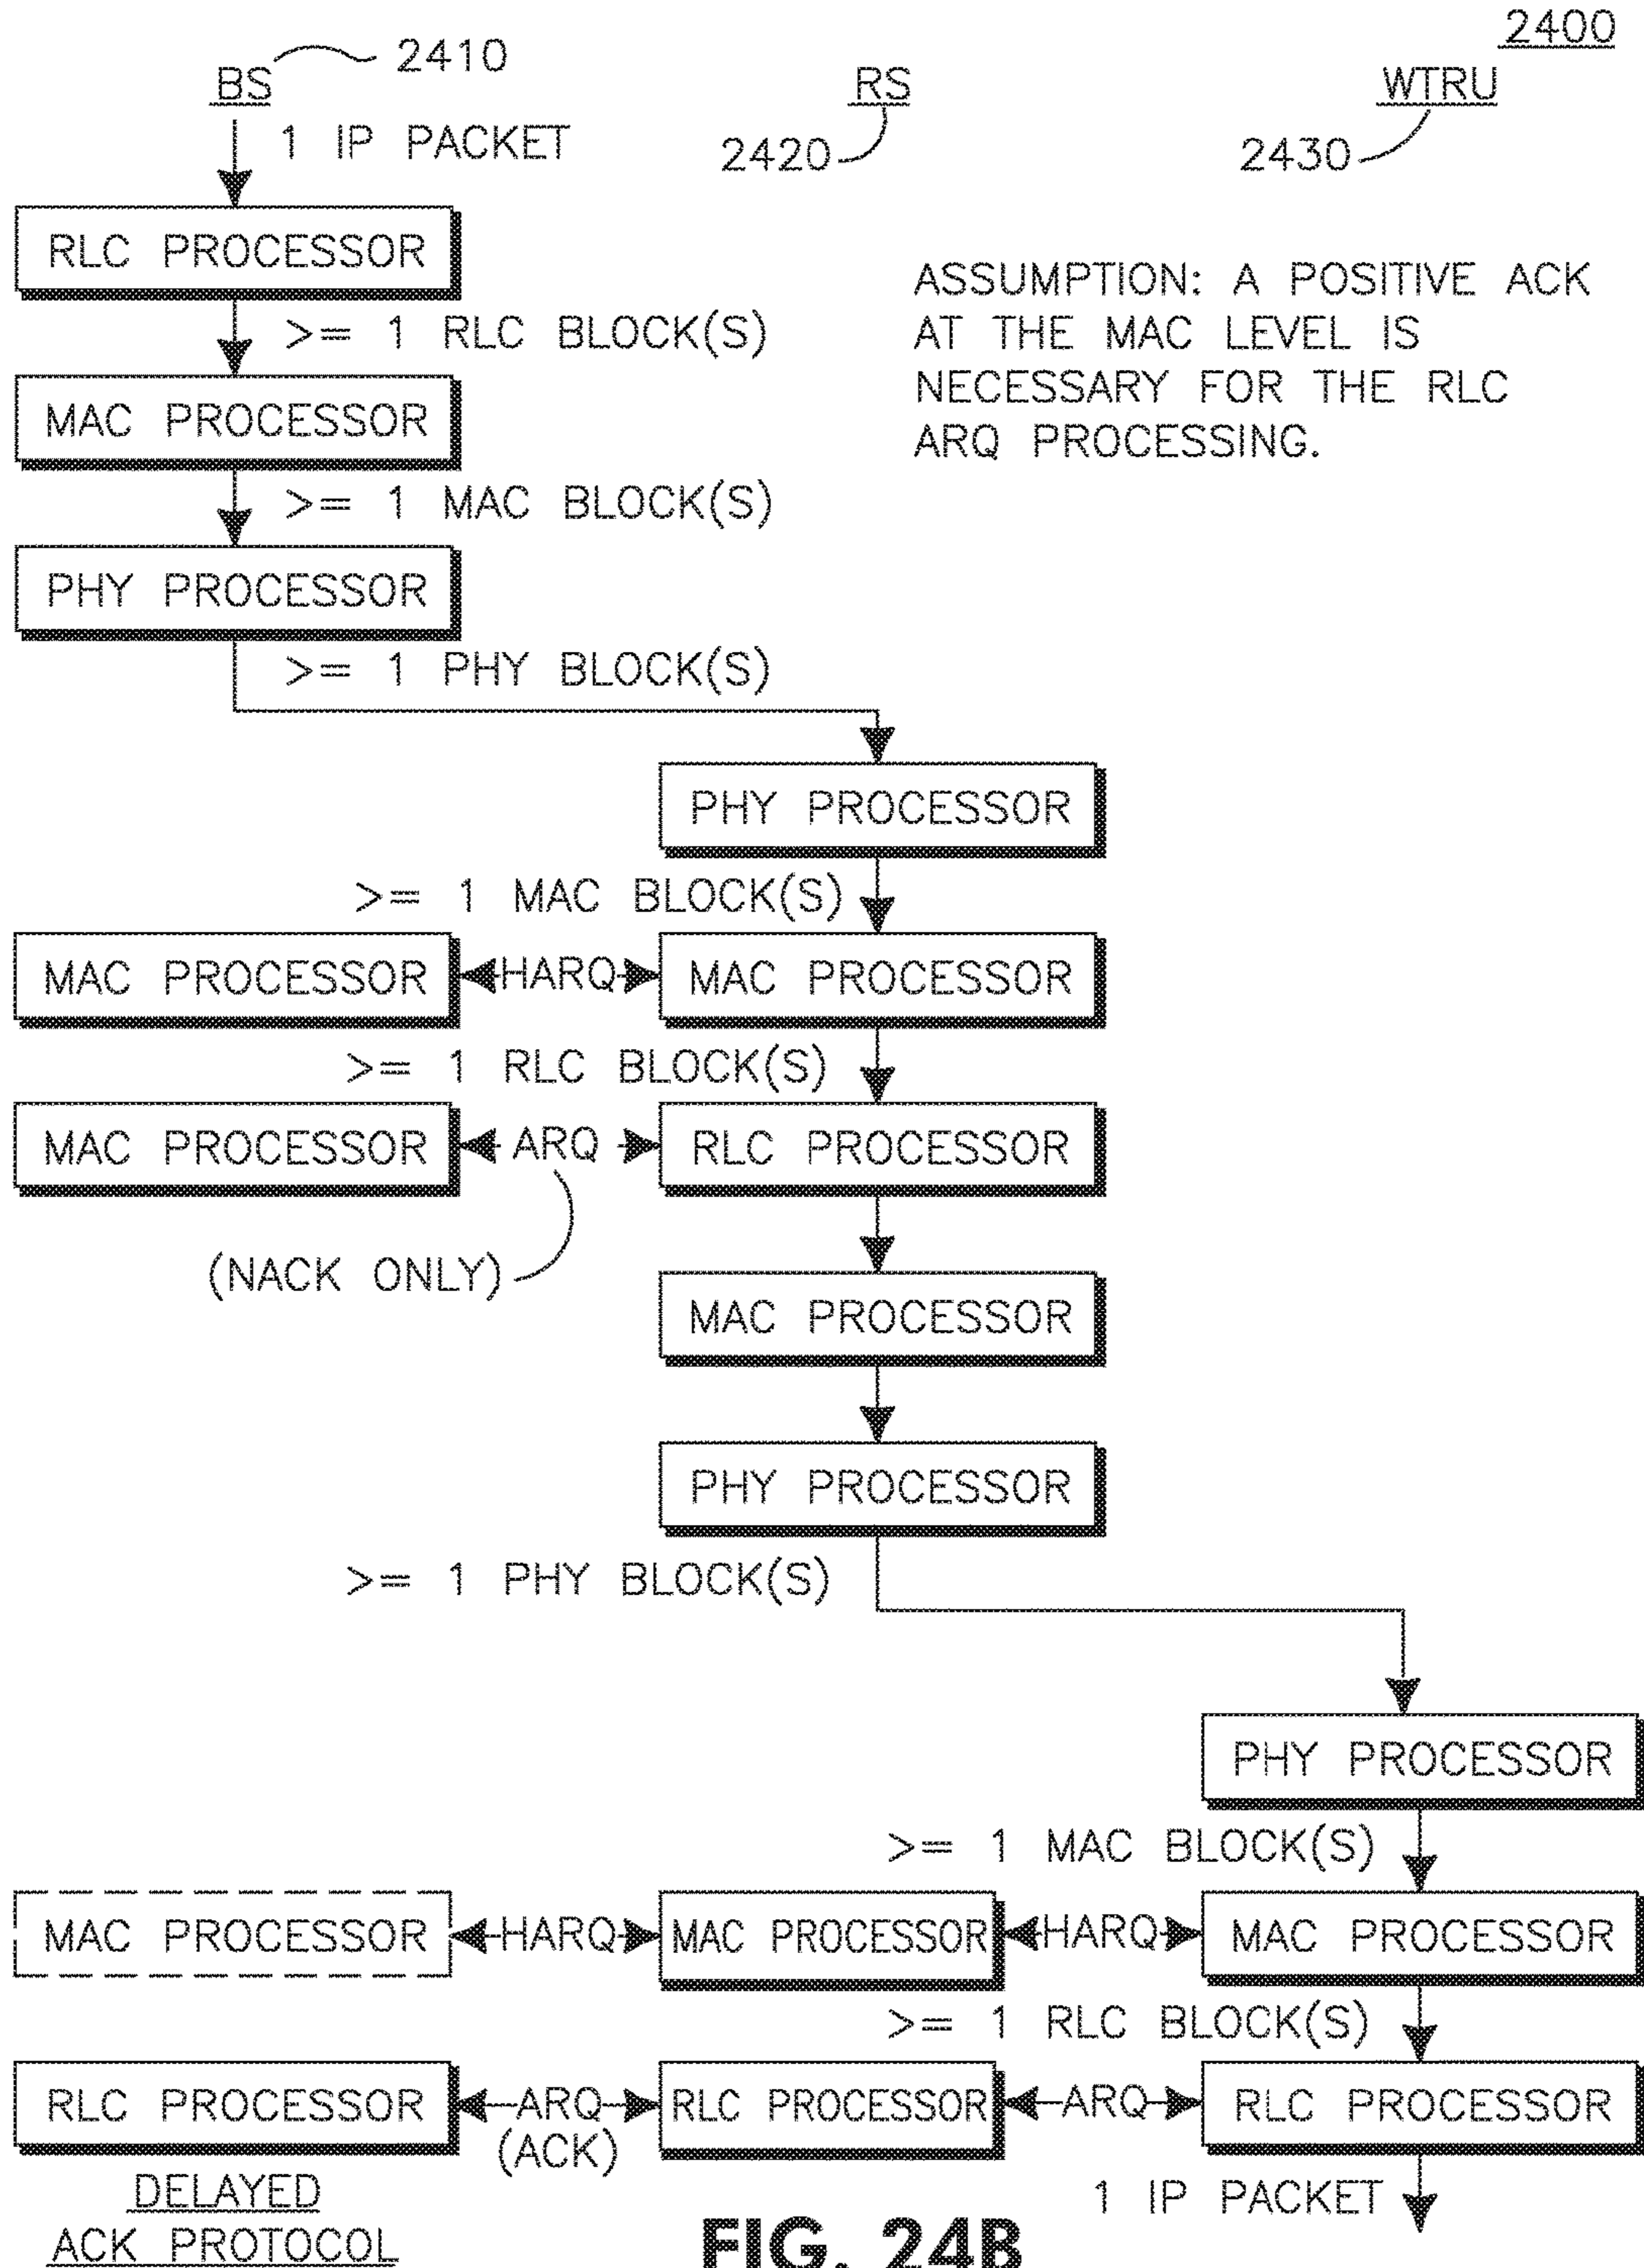 2400
BS 2410
RS
2420
WTRU
2430
1 IP PACKET
RLC PROCESSOR
ASSUMPTION: A POSITIVE ACK
AT THE MAC LEVEL IS
NECESSARY FOR THE RLC
ARQ PROCESSING.
>= 1 RLC BLOCK(S)
MAC PROCESSOR
>= 1 MAC BLOCK(S)
PHY PROCESSOR
>= 1 PHY BLOCK(S)
PHY PROCESSOR
>= 1 MAC BLOCK(S)
MAC PROCESSOR HARQ MAC PROCESSOR
>= 1 RLC BLOCK(S)
MAC PROCESSOR ARQ RLC PROCESSOR
(NACK ONLY)
MAC PROCESSOR
PHY PROCESSOR
>= 1 PHY BLOCK(S)
PHY PROCESSOR
>= 1 MAC BLOCK(S)
MAC PROCESSOR HARQ MAC PROCESSOR HARQ MAC PROCESSOR
>= 1 RLC BLOCK(S)
RLC PROCESSOR ARQ RLC PROCESSOR ARQ RLC PROCESSOR
(ACK)
1 IP PACKET
DELAYED
ACK PROTOCOL
FIG. 24B